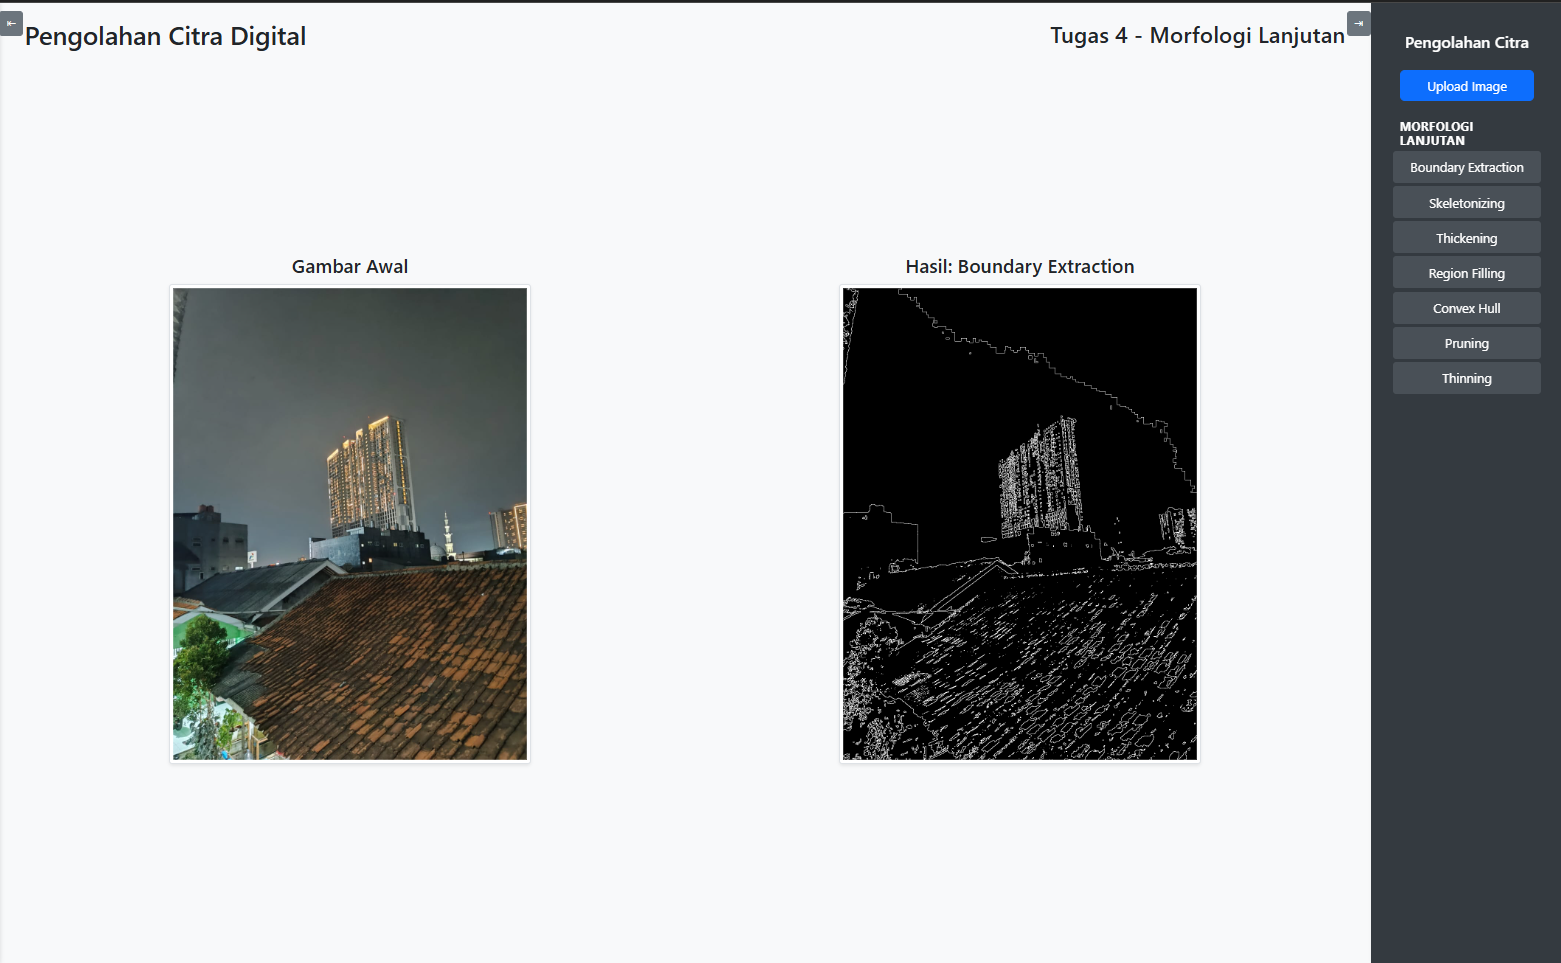 Pengolahan Citra Digital
Tugas 4 - Morfologi Lanjutan
Gambar Awal
Hasil: Boundary Extraction
Pengolahan Citra
Upload Image
MORFOLOGI
LANJUTAN
Boundary Extraction
Skeletonizing
Thickening
Region Filling
Convex Hull
Pruning
Thinning